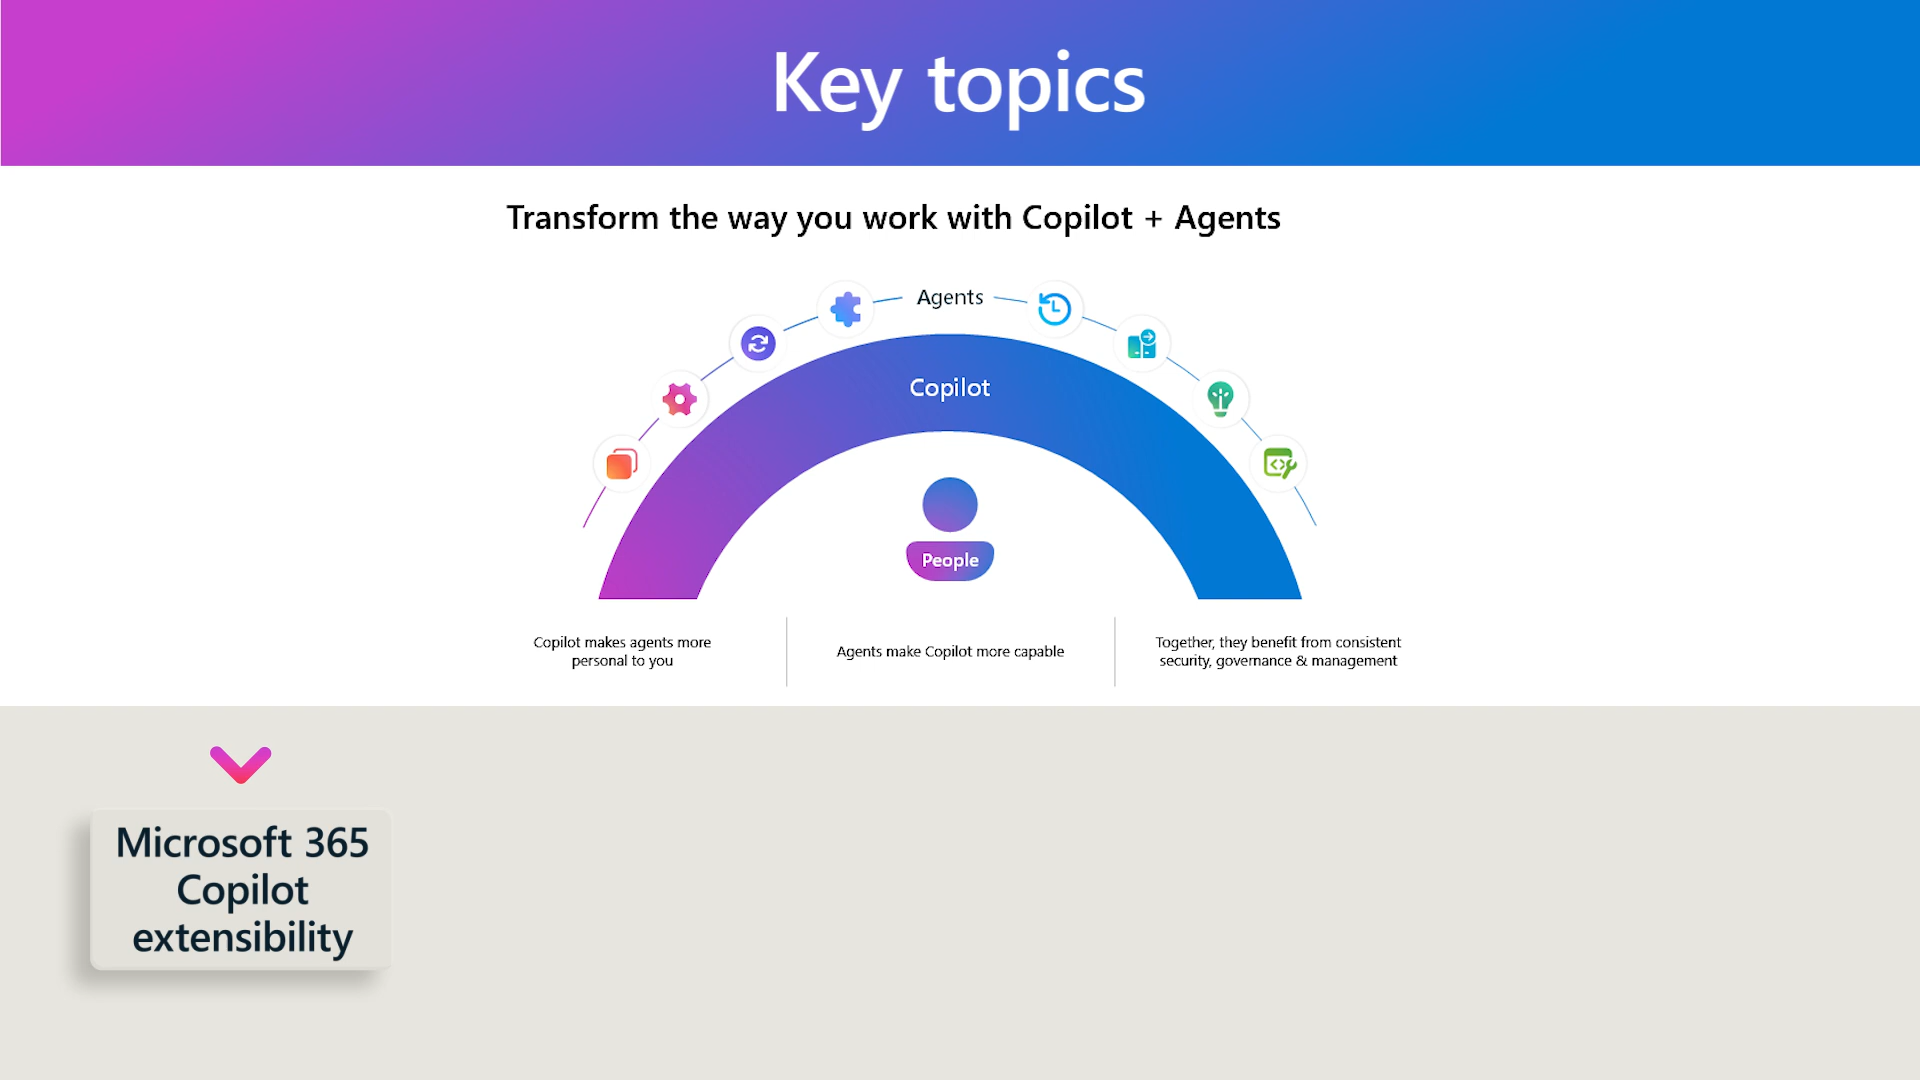 Key topics
Transform the way you work with Copilot + Agents
Agents
Copilot
People
Copilot makes agents more
personal to you
Agents make Copilot more capable
Together, they benefit from consistent
security, governance & management
Microsoft 365
Copilot
extensibility